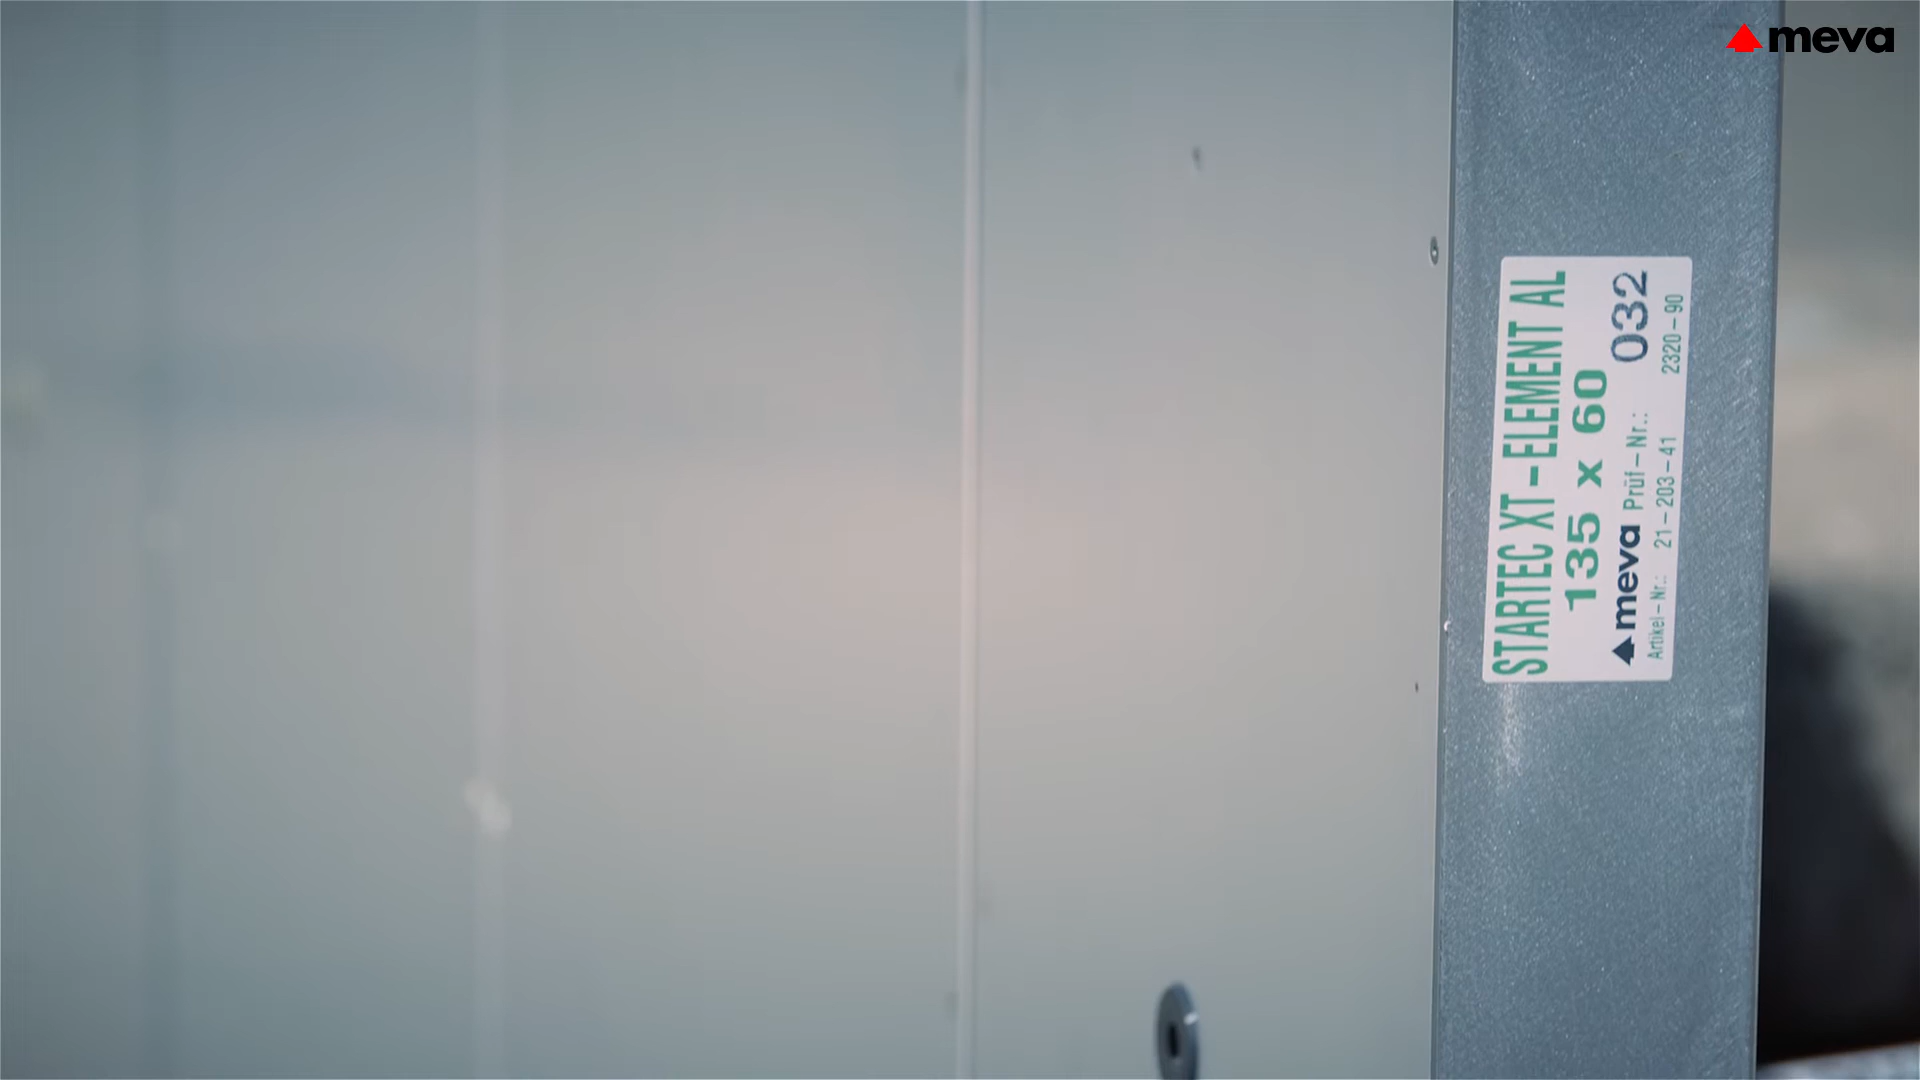 meva
STARTEC XT-ELEMENT AL
135 x 60
meva Prüf-Nr.: 032
Artikel-Nr.: 21-203-41 2320-90